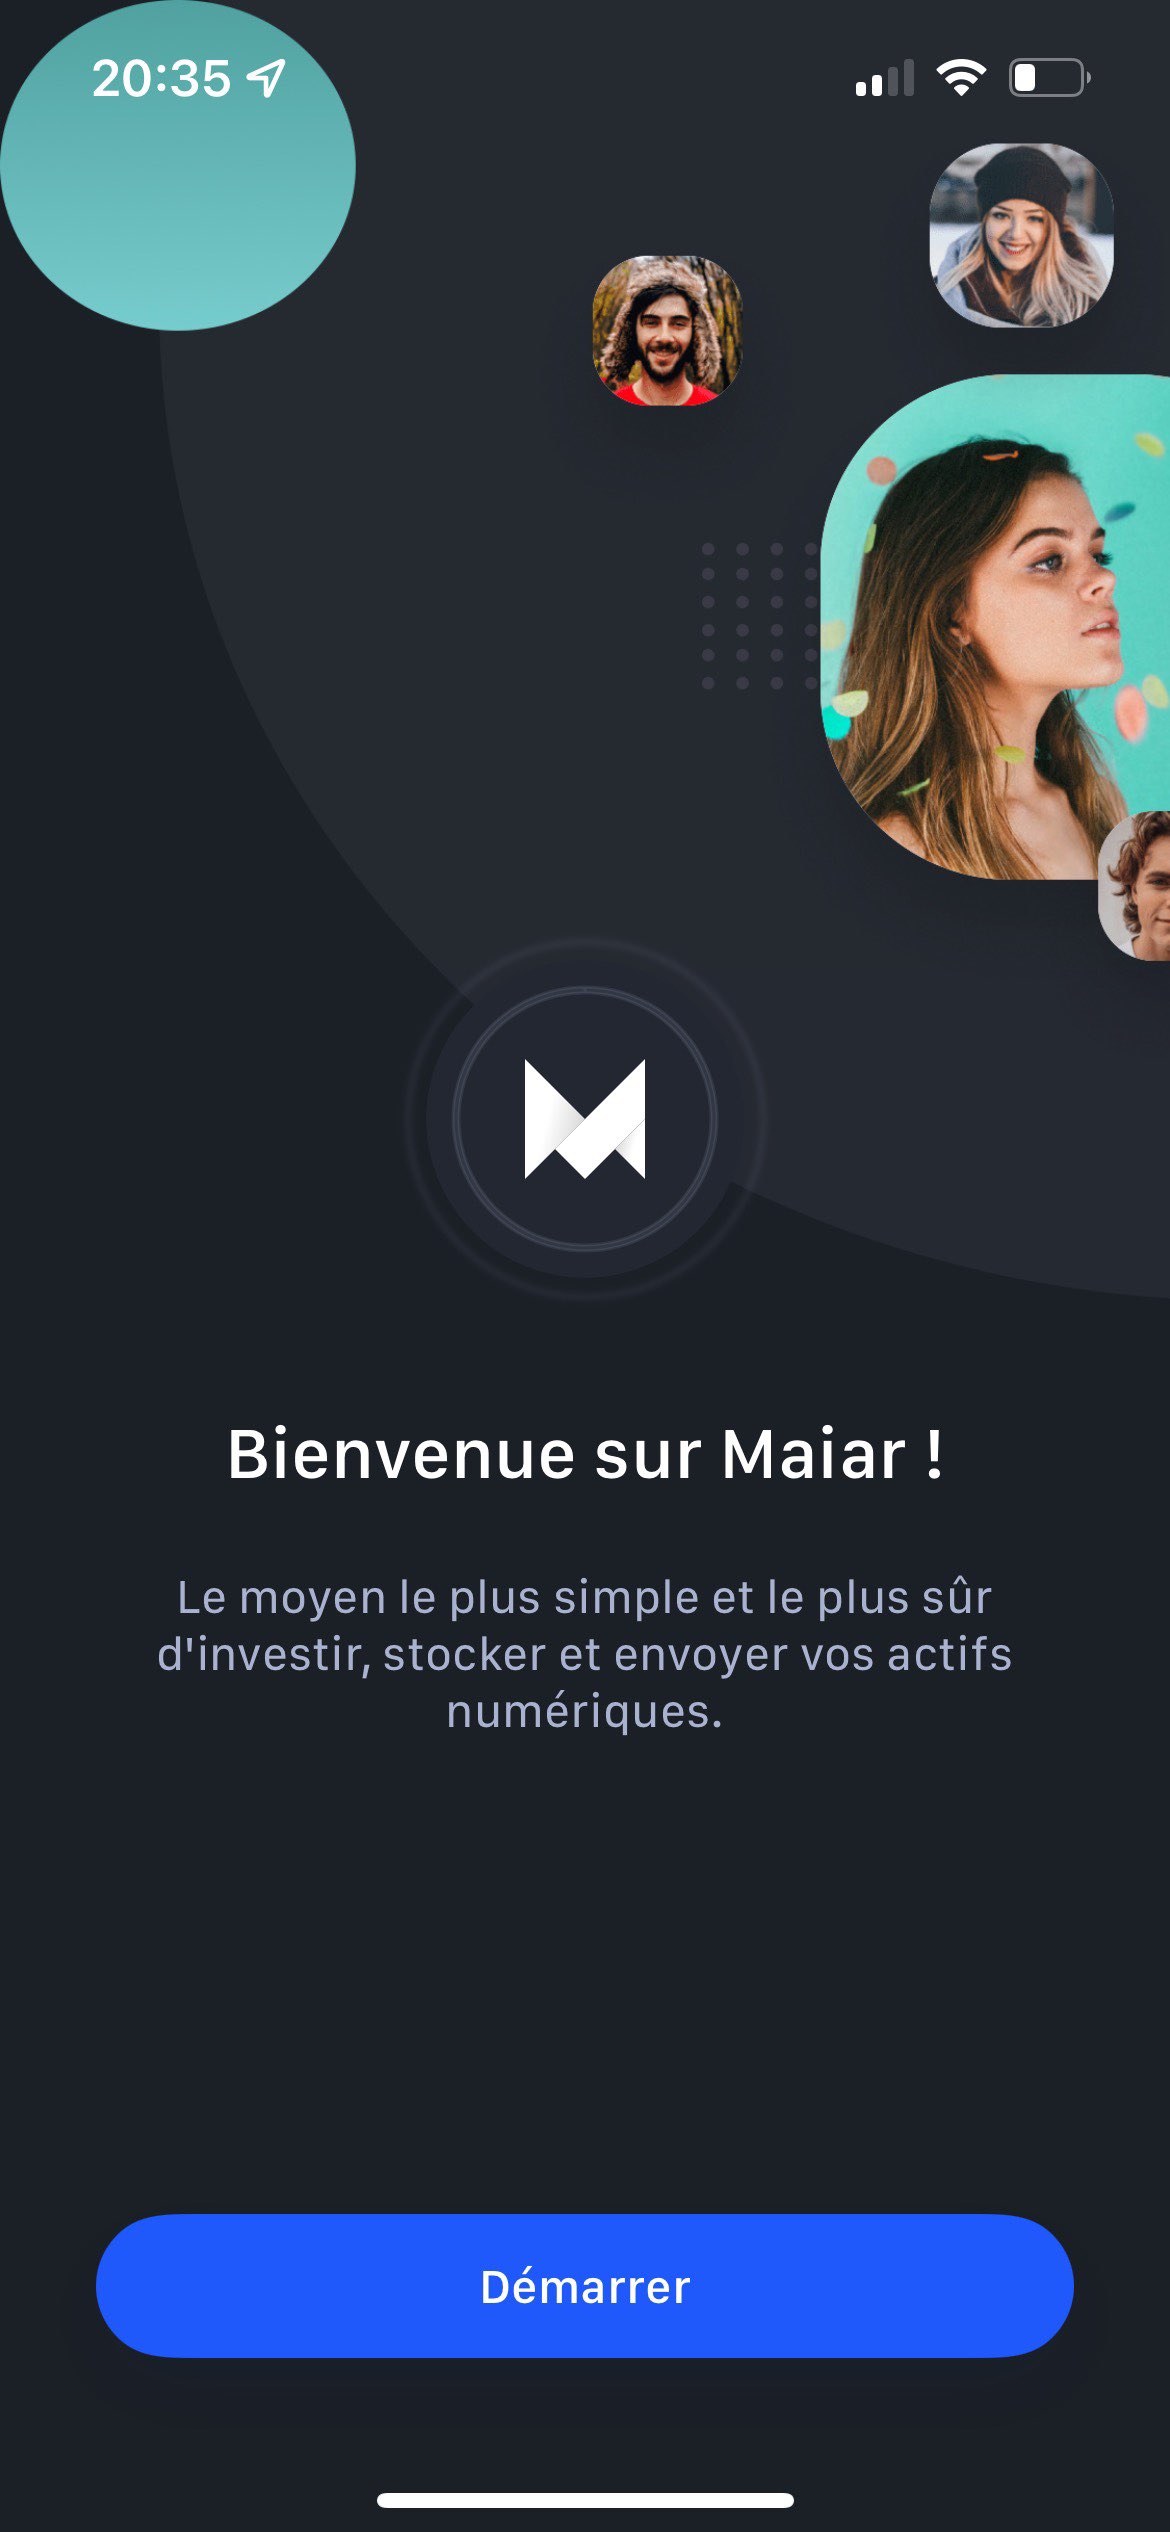 20:35
Bienvenue sur Maiar !
Le moyen le plus simple et le plus sûr
d'investir, stocker et envoyer vos actifs
numériques.
Démarrer